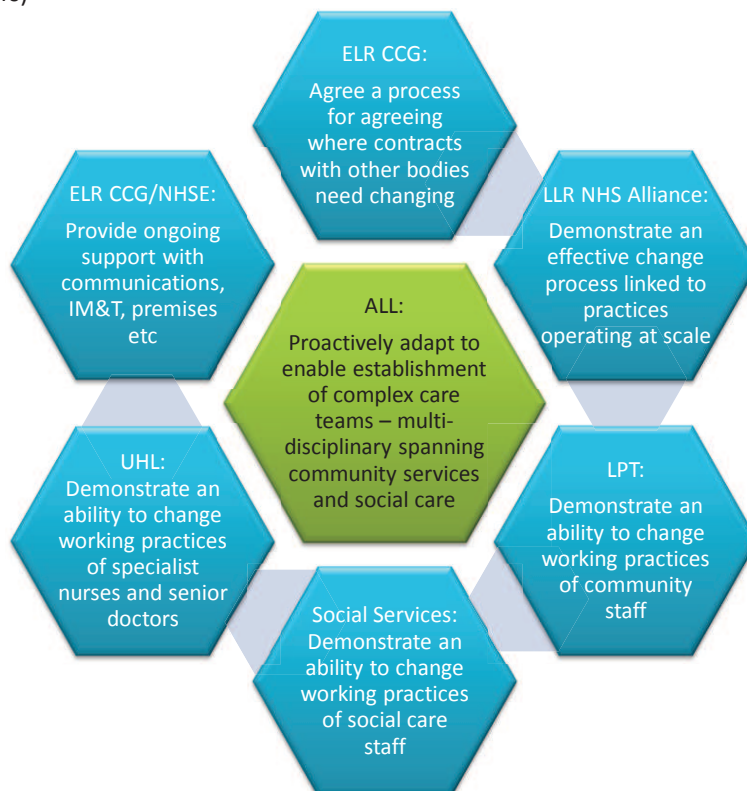 ELR CCG:
Agree a process
for agreeing
where contracts
with other bodies
need changing
LLR NHS Alliance:
Demonstrate an
effective change
process linked to
practices
operating at scale
LPT:
Demonstrate an
ability to change
working practices
of community
staff
Social Services:
Demonstrate an
ability to change
working practices
of social care
staff
UHL:
Demonstrate an
ability to change
working practices
of specialist
nurses and senior
doctors
ELR CCG/NHSE:
Provide ongoing
support with
communications,
IM&T, premises
etc
ALL:
Proactively adapt to
enable establishment
of complex care
teams – multi-
disciplinary spanning
community services
and social care